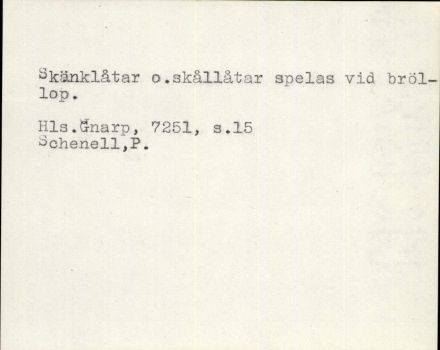 Skänklåtar o.skållåtar spelas vid bröl-
lop.
Hls.Gnarp, 7251, s.15
Schenell,P.